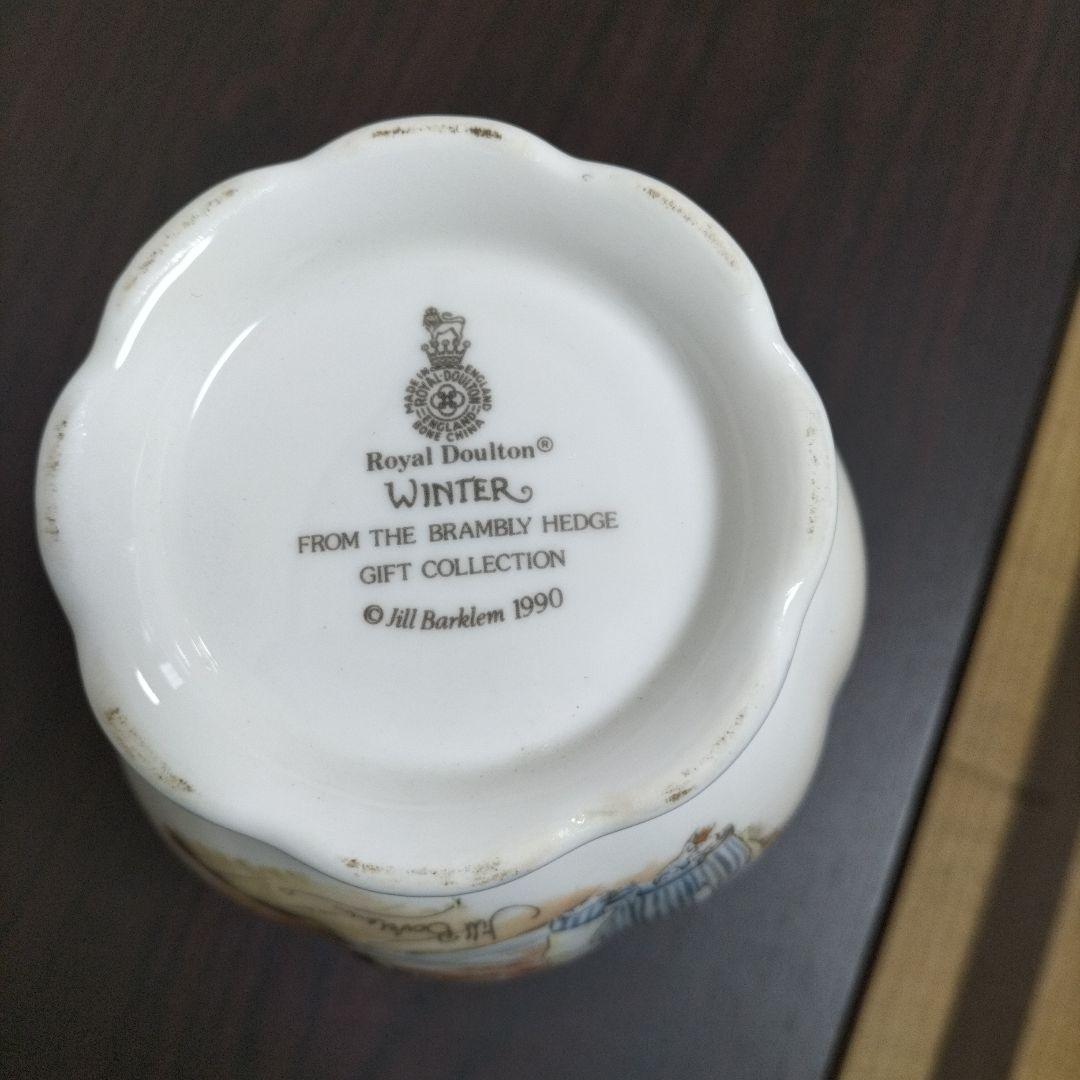 MADE IN ENGLAND
ROYAL·DOULTON
ENGLAND
BONE CHINA
Royal Doulton®
WINTER
FROM THE BRAMBLY HEDGE
GIFT COLLECTION
© Jill Barklem 1990
Jill